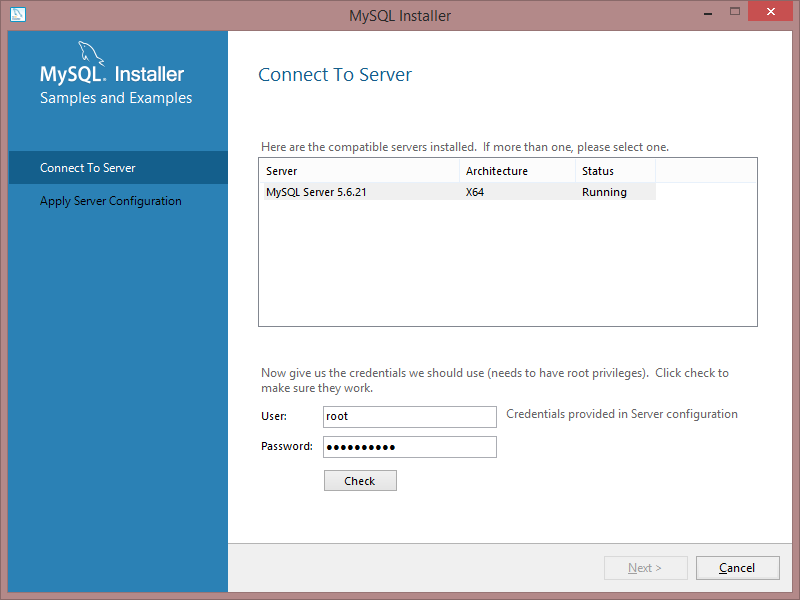 MySQL Installer
MySQL. Installer
Samples and Examples
Connect To Server
Apply Server Configuration
Connect To Server
Here are the compatible servers installed.  If more than one, please select one.
Server Architecture Status
MySQL Server 5.6.21 X64 Running
Now give us the credentials we should use (needs to have root privileges).  Click check to
make sure they work.
User: root Credentials provided in Server configuration
Password: ●●●●●●●●●●
Check
Next > Cancel